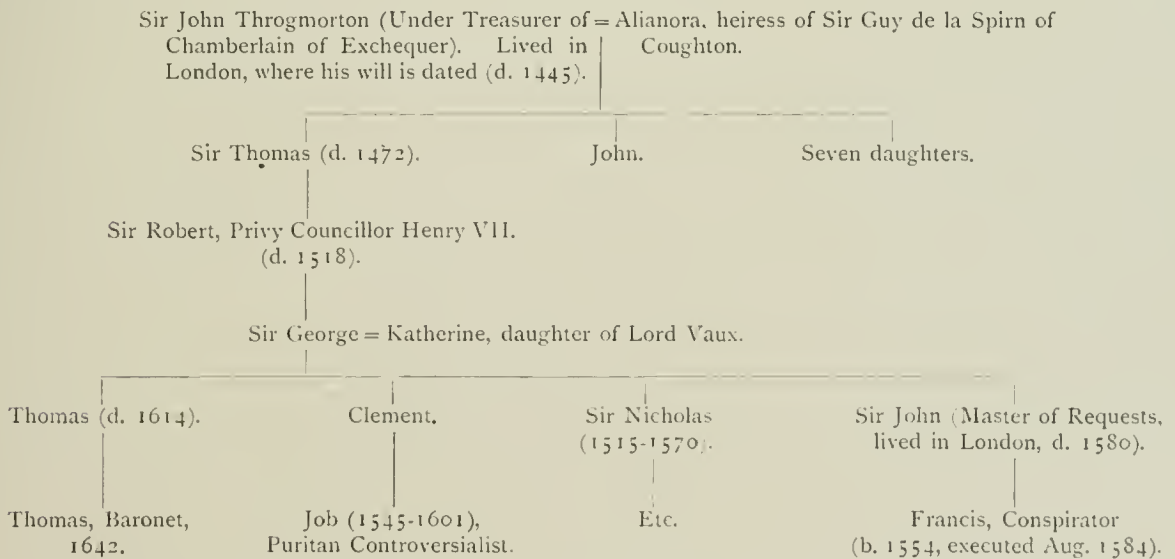 Sir John Throgmorton (Under Treasurer of = Alianora, heiress of Sir Guy de la Spirn of
Chamberlain of Exchequer). Lived in Coughton.
London, where his will is dated (d. 1445).
Sir Thomas (d. 1472). John. Seven daughters.
Sir Robert, Privy Councillor Henry VII.
(d. 1518).
Sir George = Katherine, daughter of Lord Vaux.
Thomas (d. 1614). Clement. Sir Nicholas Sir John (Master of Requests,
(1515-1570). lived in London, d. 1580).
Thomas, Baronet, Job (1545-1601), Etc. Francis, Conspirator
1642. Puritan Controversialist. (b. 1554, executed Aug. 1584).